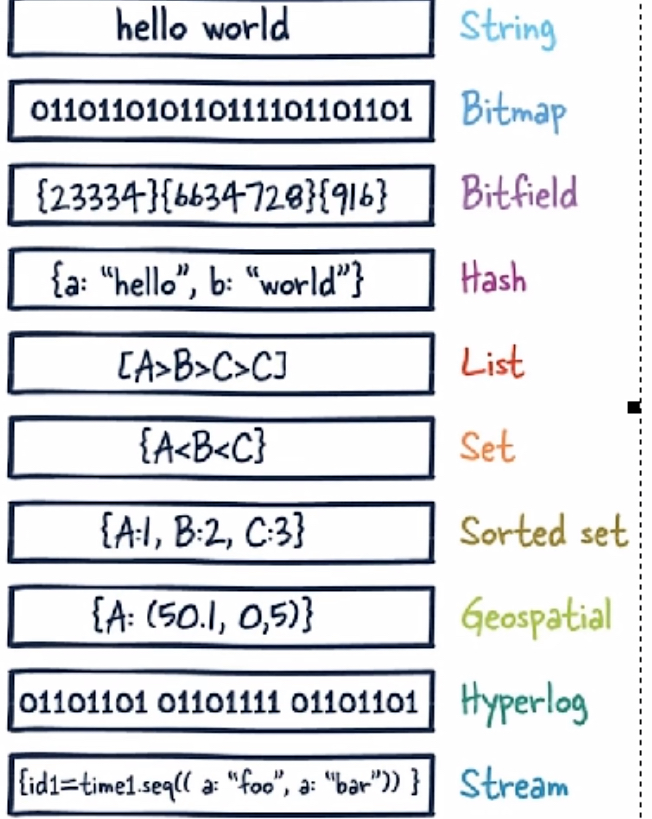 hello world String
011011010110111101101101 Bitmap
{23334}{6634728}{916} Bitfield
{a: “hello”, b: “world”} Hash
[A>B>C>C] List
{A<B<C} Set
{A:1, B:2, C:3} Sorted set
{A: (50.1, 0,5)} Geospatial
01101101 01101111 01101101 Hyperlog
{id1=time1.seq(( a: “foo”, a: “bar”)) } Stream